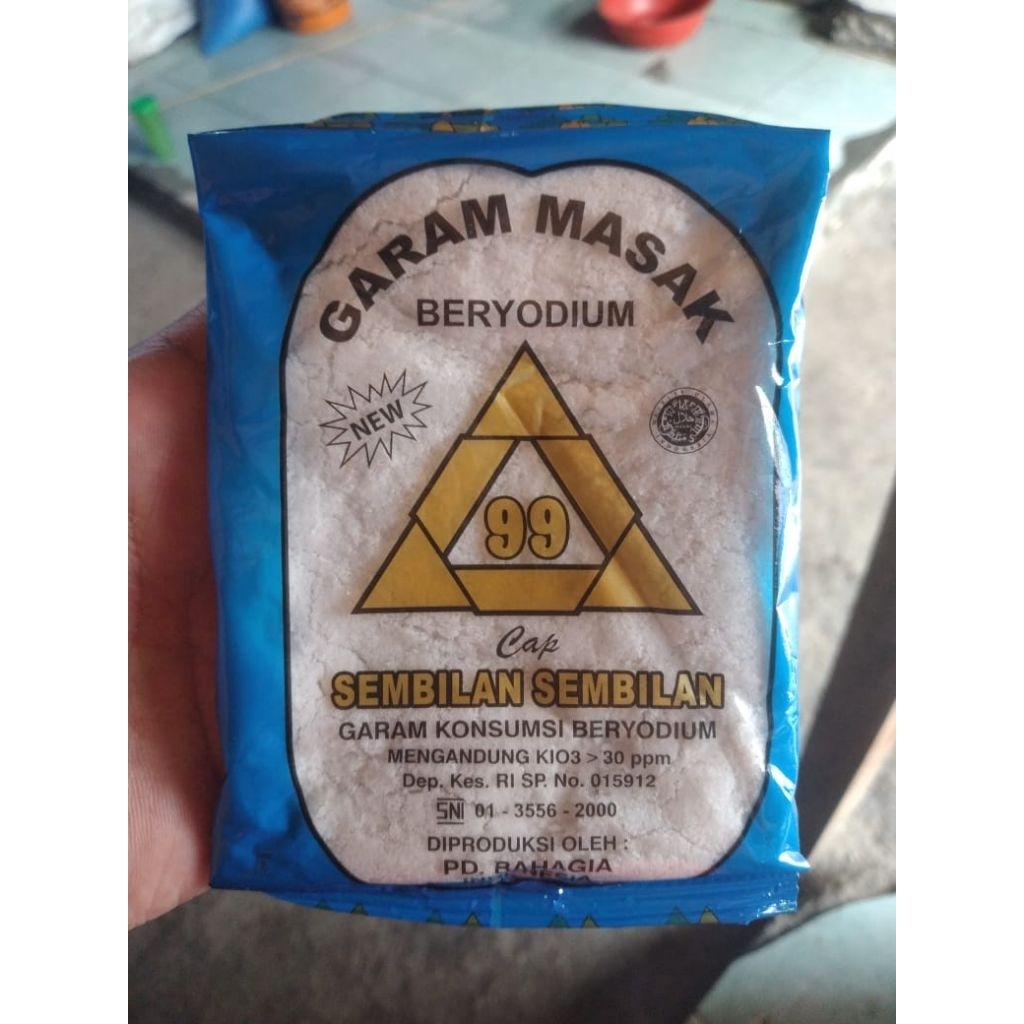 GARAM MASAK
BERYODIUM
NEW
99
Cap
SEMBILAN SEMBILAN
GARAM KONSUMSI BERYODIUM
MENGANDUNG KIO3 > 30 ppm
Dep. Kes. RI SP. No. 015912
SNI 01 - 3556 - 2000
DIPRODUKSI OLEH :
PD. BAHAGIA
INDONESIA